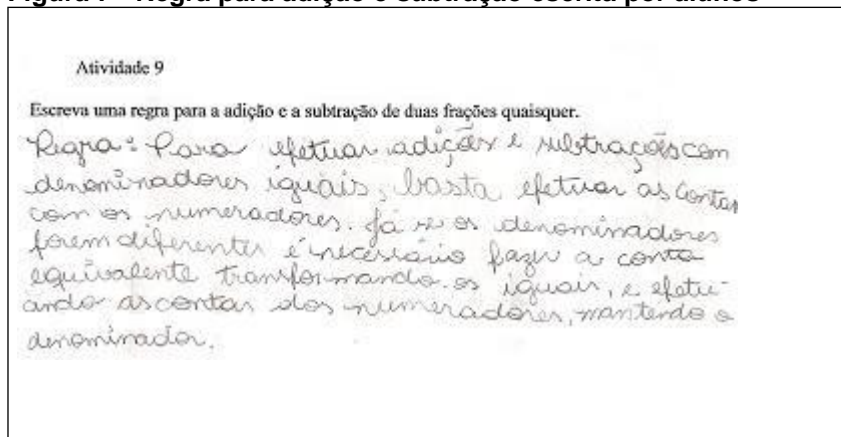 Figura 7 – Regra para adição e subtração escrita por alunos
Atividade 9
Escreva uma regra para a adição e a subtração de duas frações quaisquer.
Regra: Para efetuar adições e subtrações com
denominadores iguais, basta efetuar as contas
com os numeradores. Já se os denominadores
forem diferentes é necessário fazer a conta
equivalente transformando-os iguais, e efetu-
ando as contas dos numeradores, mantendo o
denominador.